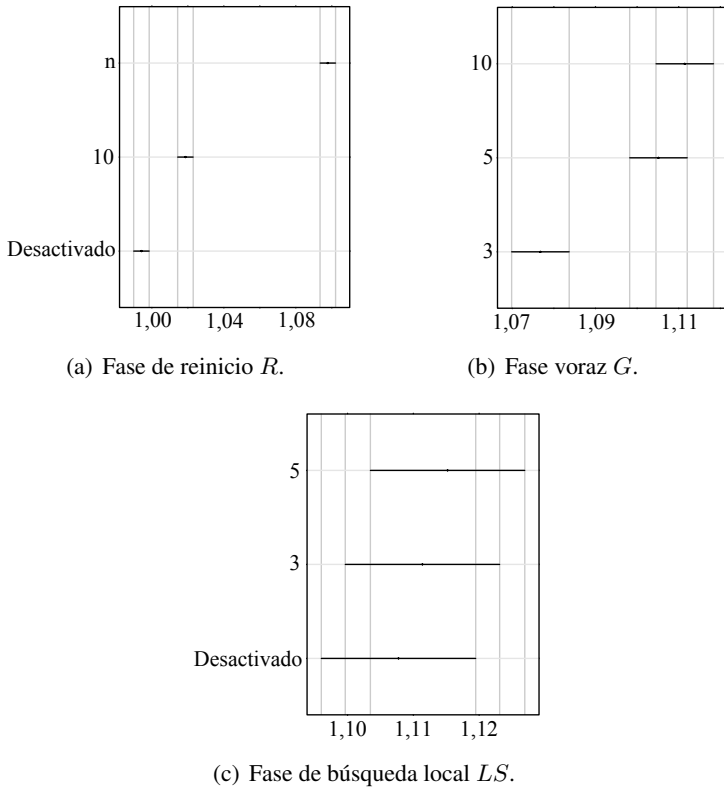 n
10
Desactivado
1,00 1,04 1,08
(a) Fase de reinicio R.
10
5
3
1,07 1,09 1,11
(b) Fase voraz G.
5
3
Desactivado
1,10 1,11 1,12
(c) Fase de búsqueda local LS.